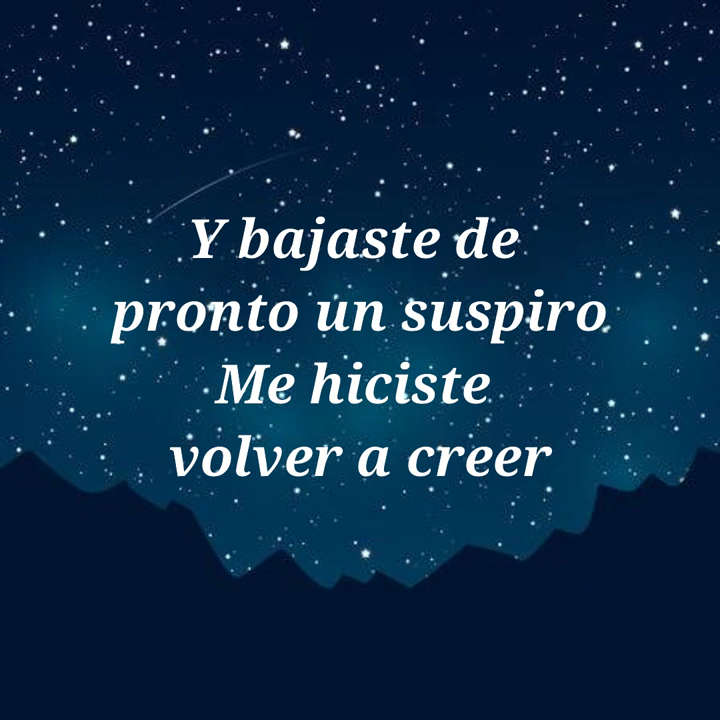 Y bajaste de
pronto un suspiro
Me hiciste
volver a creer